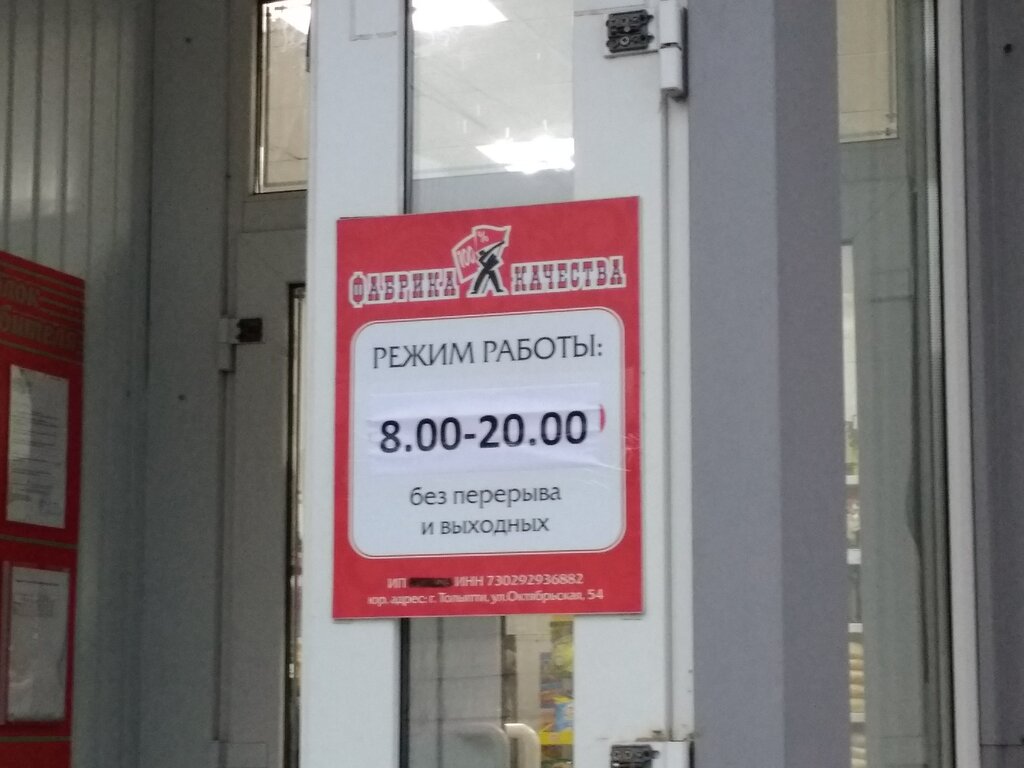 100%
ФАБРИКА КАЧЕСТВА
РЕЖИМ РАБОТЫ:
8.00-20.00
без перерыва
и выходных
ИП ИНН 730292936882
юр. адрес: г. Тольятти, ул.Октябрьская, 54